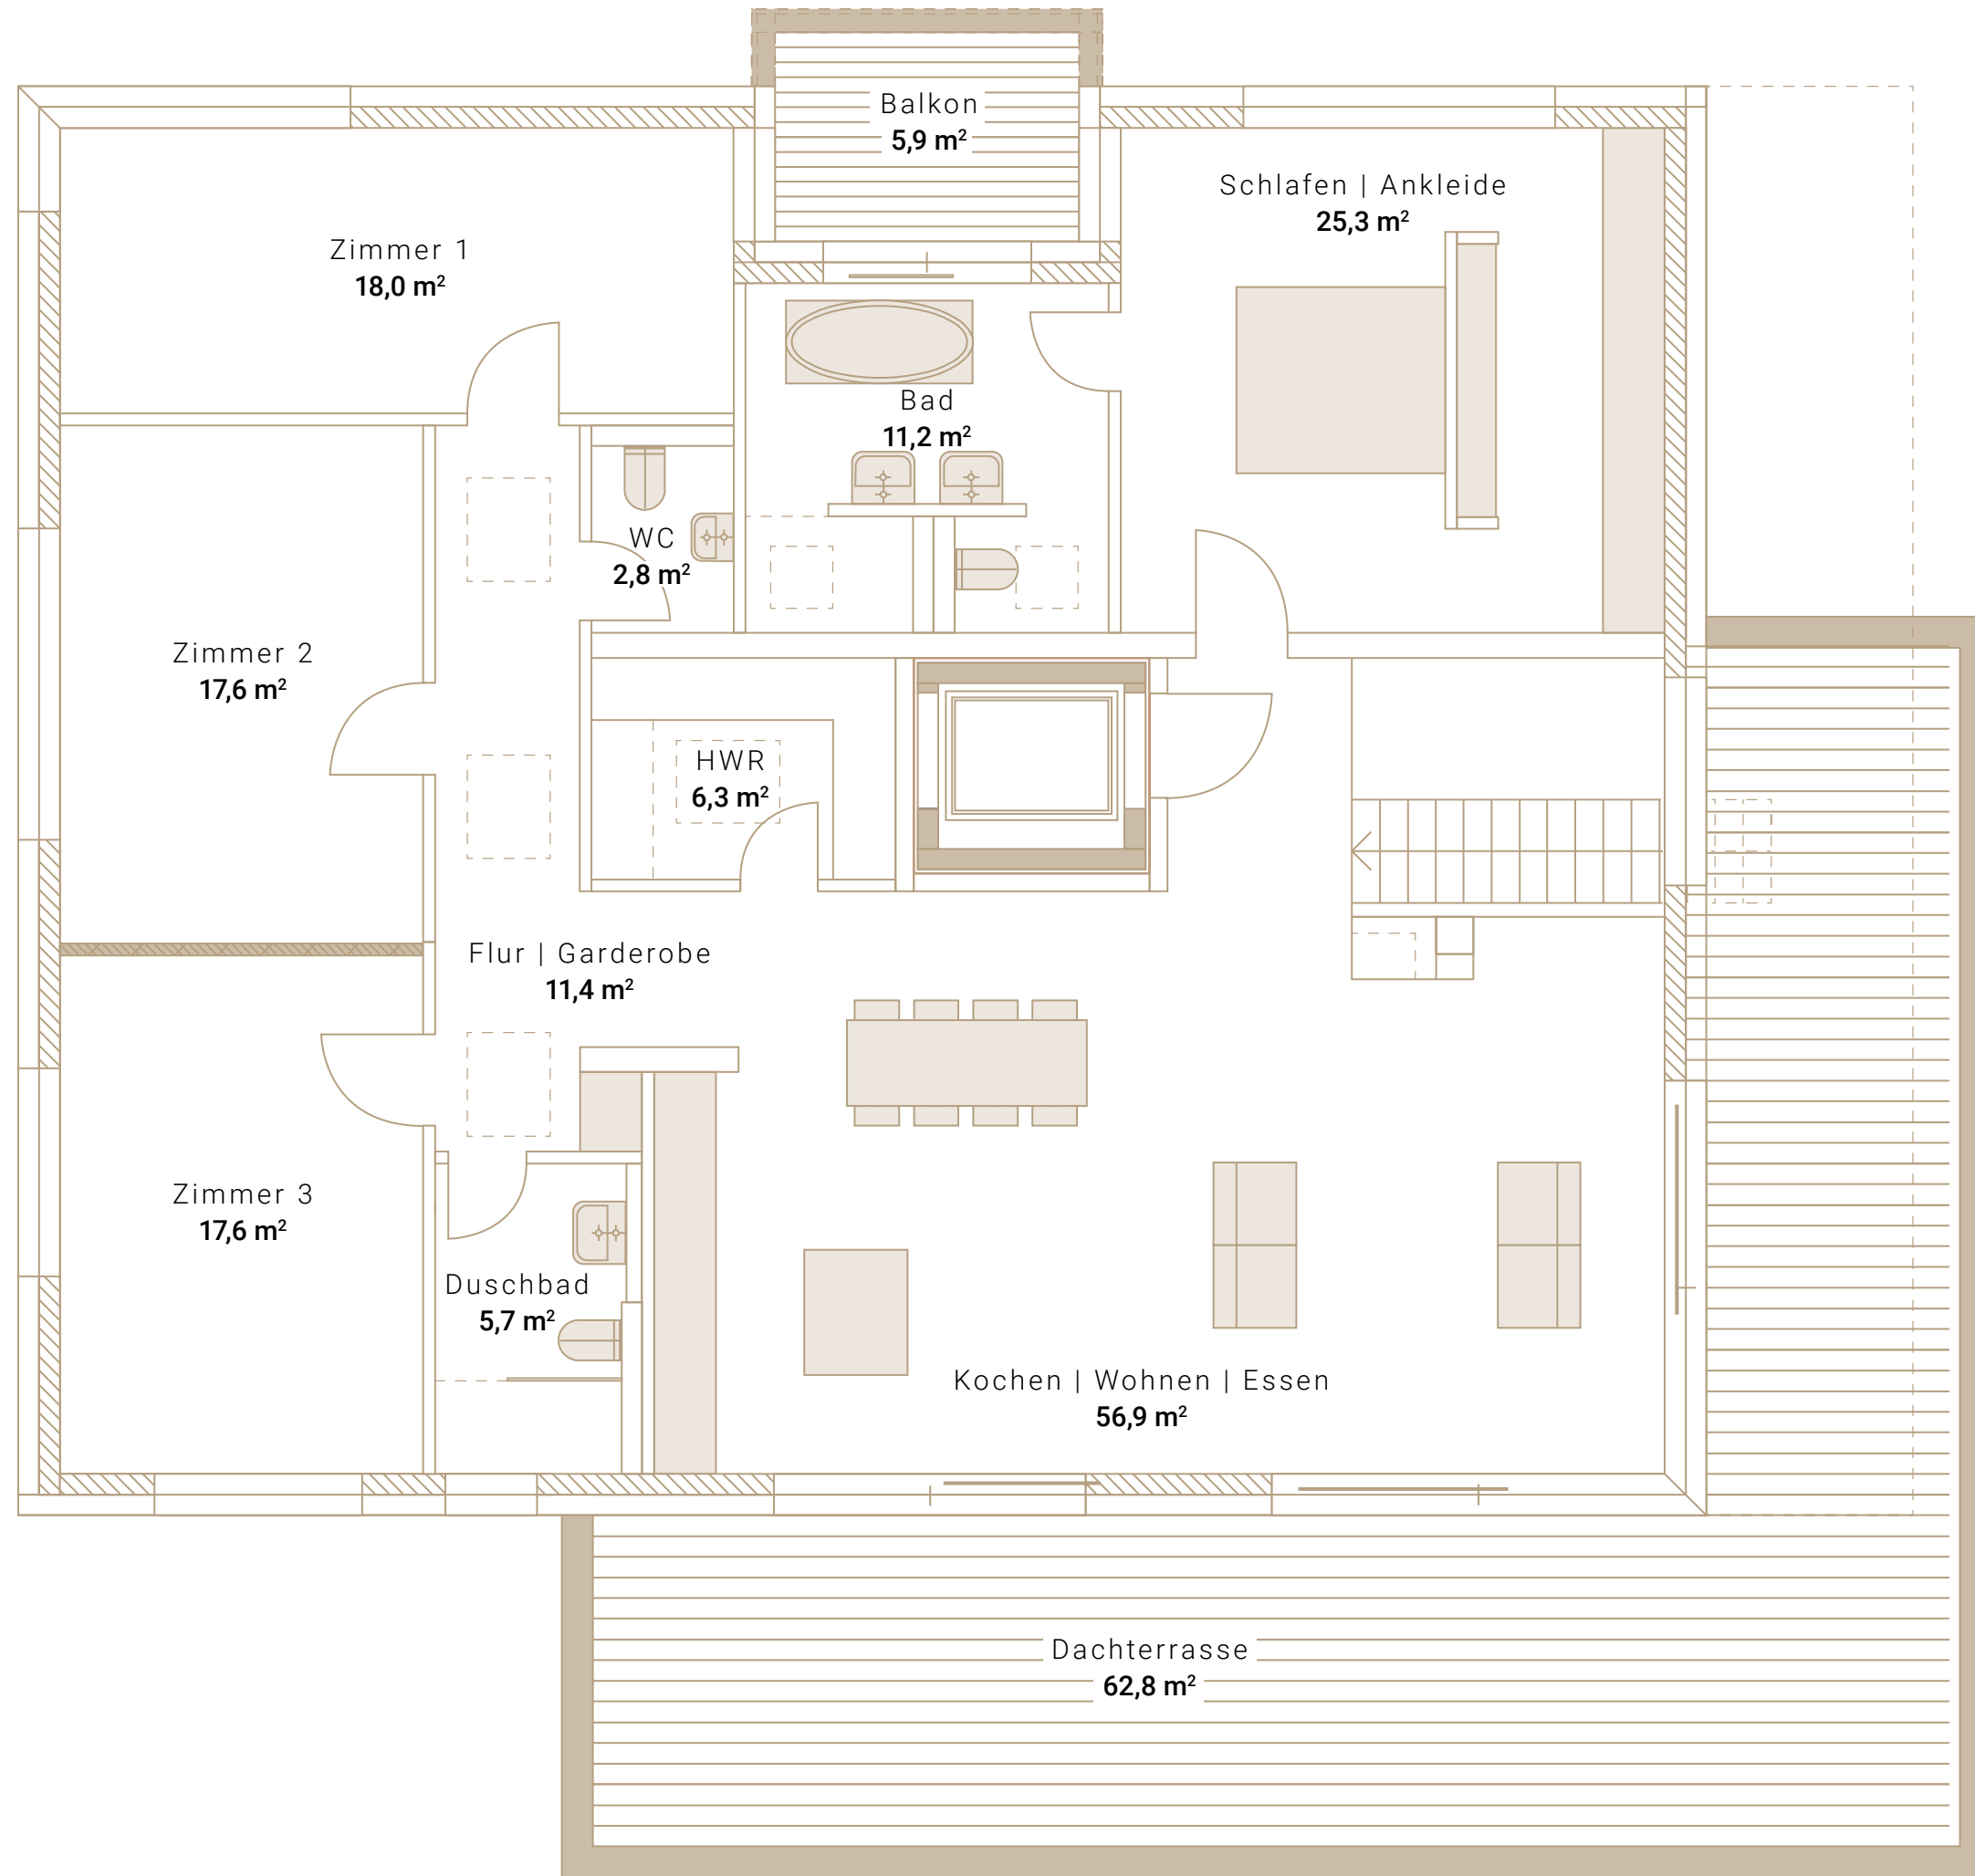 Balkon
5,9 m²
Schlafen | Ankleide
25,3 m²
Zimmer 1
18,0 m²
Bad
11,2 m²
WC
2,8 m²
Zimmer 2
17,6 m²
HWR
6,3 m²
Flur | Garderobe
11,4 m²
Zimmer 3
17,6 m²
Duschbad
5,7 m²
Kochen | Wohnen | Essen
56,9 m²
Dachterrasse
62,8 m²